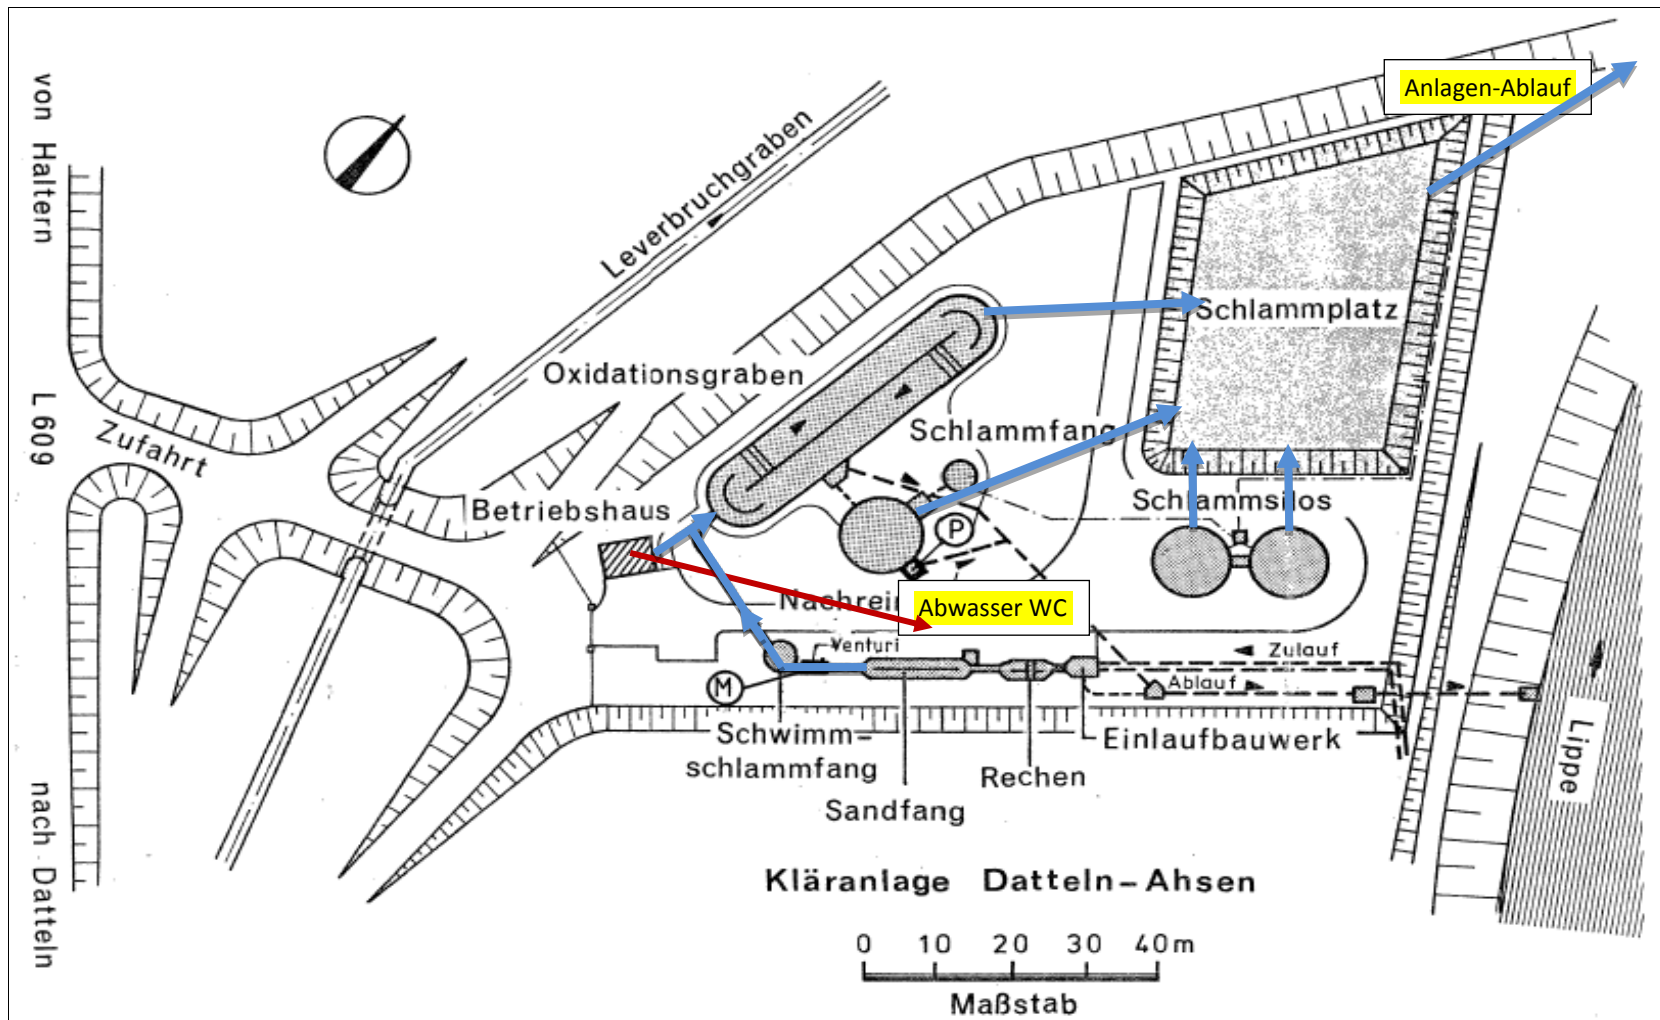 Anlagen-Ablauf
von Haltern
Leverbruchgraben
Schlammplatz
Oxidationsgraben
L 609
Zufahrt
Schlammfang
Schlammsilos
Betriebshaus
P
Abwasser WC
Venturi
Zulauf
M
Ablauf
Lippe
Schwimm-
schlammfang
Einlaufbauwerk
Rechen
Sandfang
nach Datteln
Kläranlage Datteln-Ahsen
0 10 20 30 40m
Maßstab